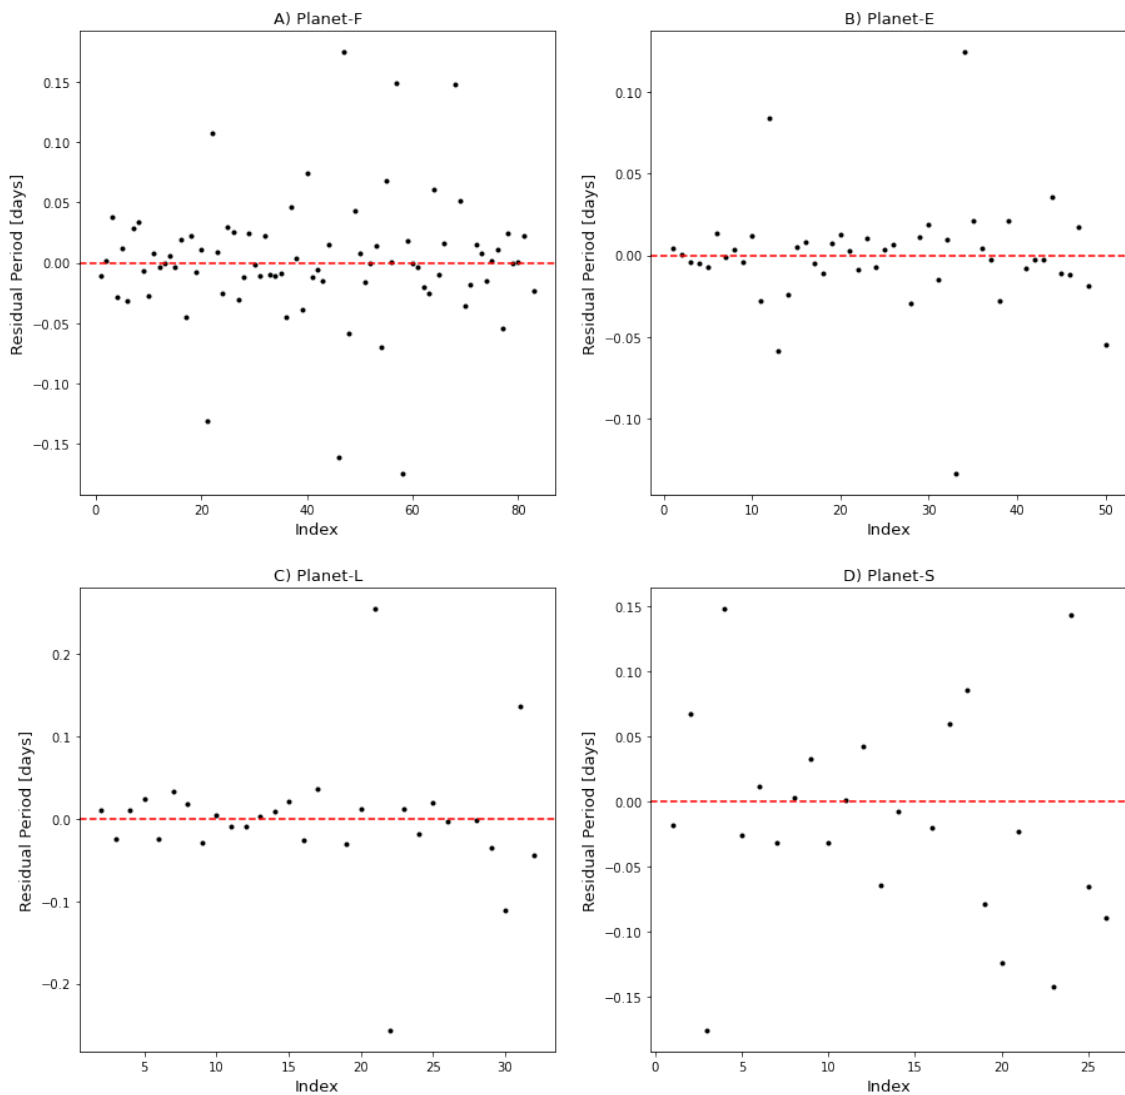 A) Planet-F
0.15
0.10
0.05
0.00
−0.05
−0.10
−0.15
Residual Period [days]
0 20 40 60 80
Index
B) Planet-E
0.10
0.05
0.00
−0.05
−0.10
Residual Period [days]
0 10 20 30 40 50
Index
C) Planet-L
0.2
0.1
0.0
−0.1
−0.2
Residual Period [days]
5 10 15 20 25 30
Index
D) Planet-S
0.15
0.10
0.05
0.00
−0.05
−0.10
−0.15
Residual Period [days]
0 5 10 15 20 25
Index